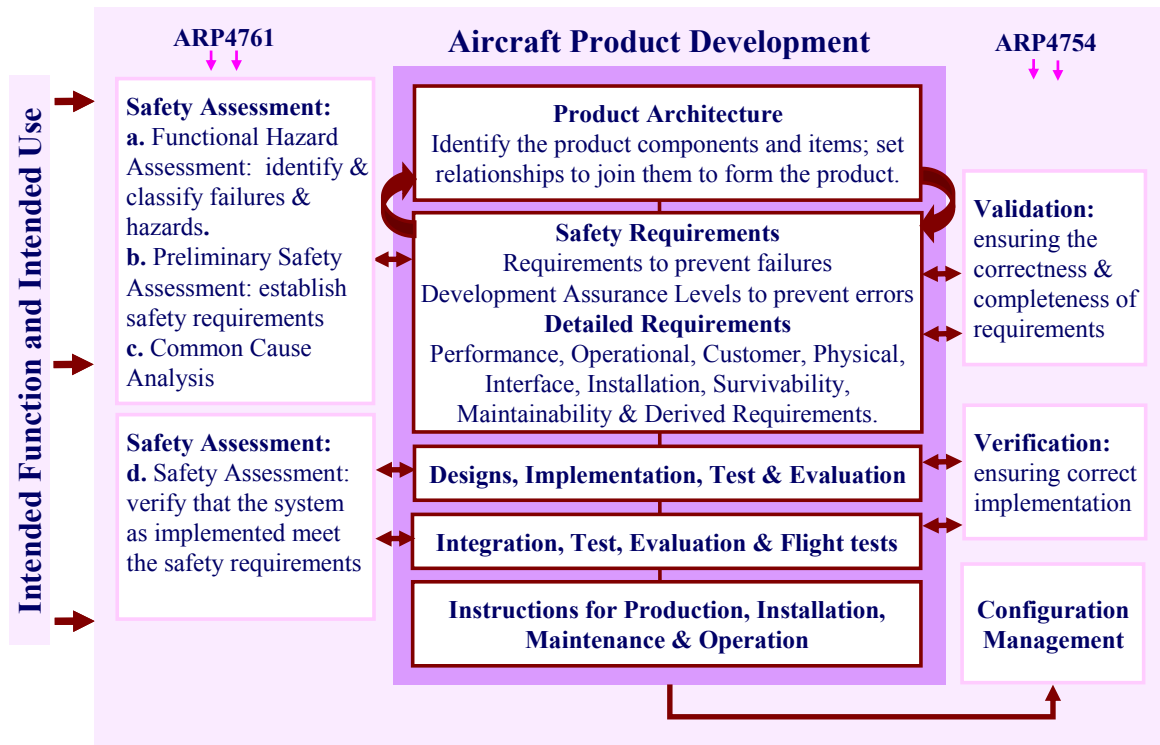 Intended Function and Intended Use
ARP4761
Safety Assessment:
a. Functional Hazard
Assessment: identify &
classify failures &
hazards.
b. Preliminary Safety
Assessment: establish
safety requirements
c. Common Cause
Analysis
Safety Assessment:
d. Safety Assessment:
verify that the system
as implemented meet
the safety requirements
Aircraft Product Development
Product Architecture
Identify the product components and items; set
relationships to join them to form the product.
Safety Requirements
Requirements to prevent failures
Development Assurance Levels to prevent errors
Detailed Requirements
Performance, Operational, Customer, Physical,
Interface, Installation, Survivability,
Maintainability & Derived Requirements.
Designs, Implementation, Test & Evaluation
Integration, Test, Evaluation & Flight tests
Instructions for Production, Installation,
Maintenance & Operation
ARP4754
Validation:
ensuring the
correctness &
completeness of
requirements
Verification:
ensuring correct
implementation
Configuration
Management